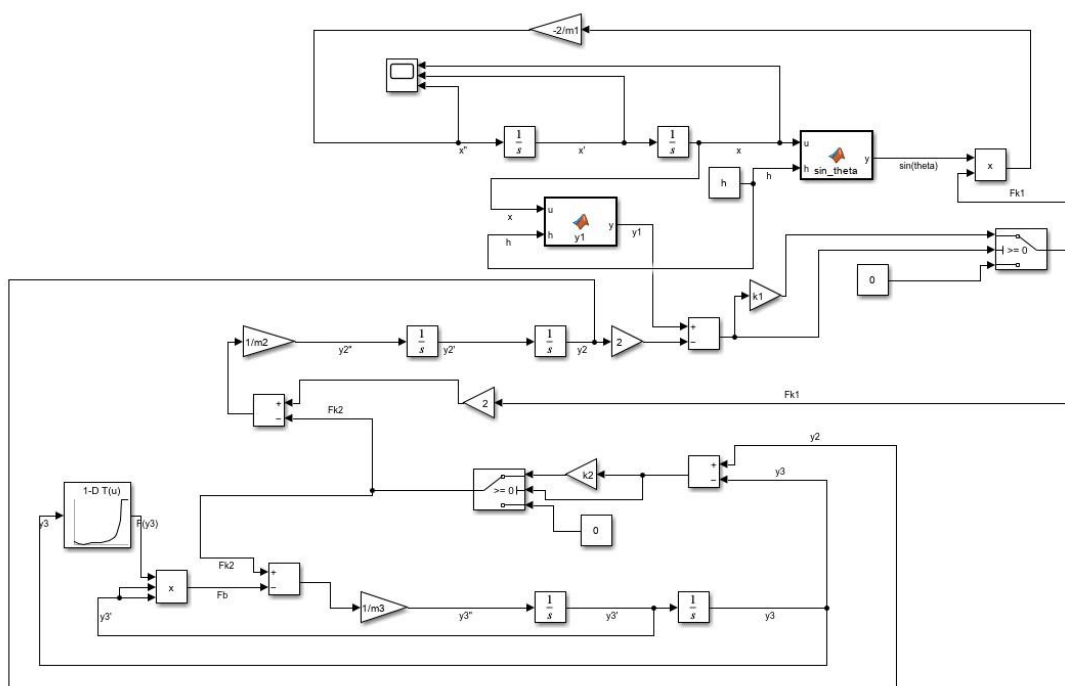 -2/m1
1
s
1
s
x"
x'
x
u
h
y
sin_theta
sin(theta)
x
Fk1
h
h
x
h
u
h
y
y1
y1
>= 0
0
k1
+
−
1/m2
y2"
1
s
y2'
1
s
y2
2
+
−
Fk2
2
Fk1
y2
+
−
y3
k2
>= 0
0
1-D T(u)
y3
F(y3)
x
y3'
Fb
Fk2
+
−
1/m3
y3"
1
s
y3'
1
s
y3